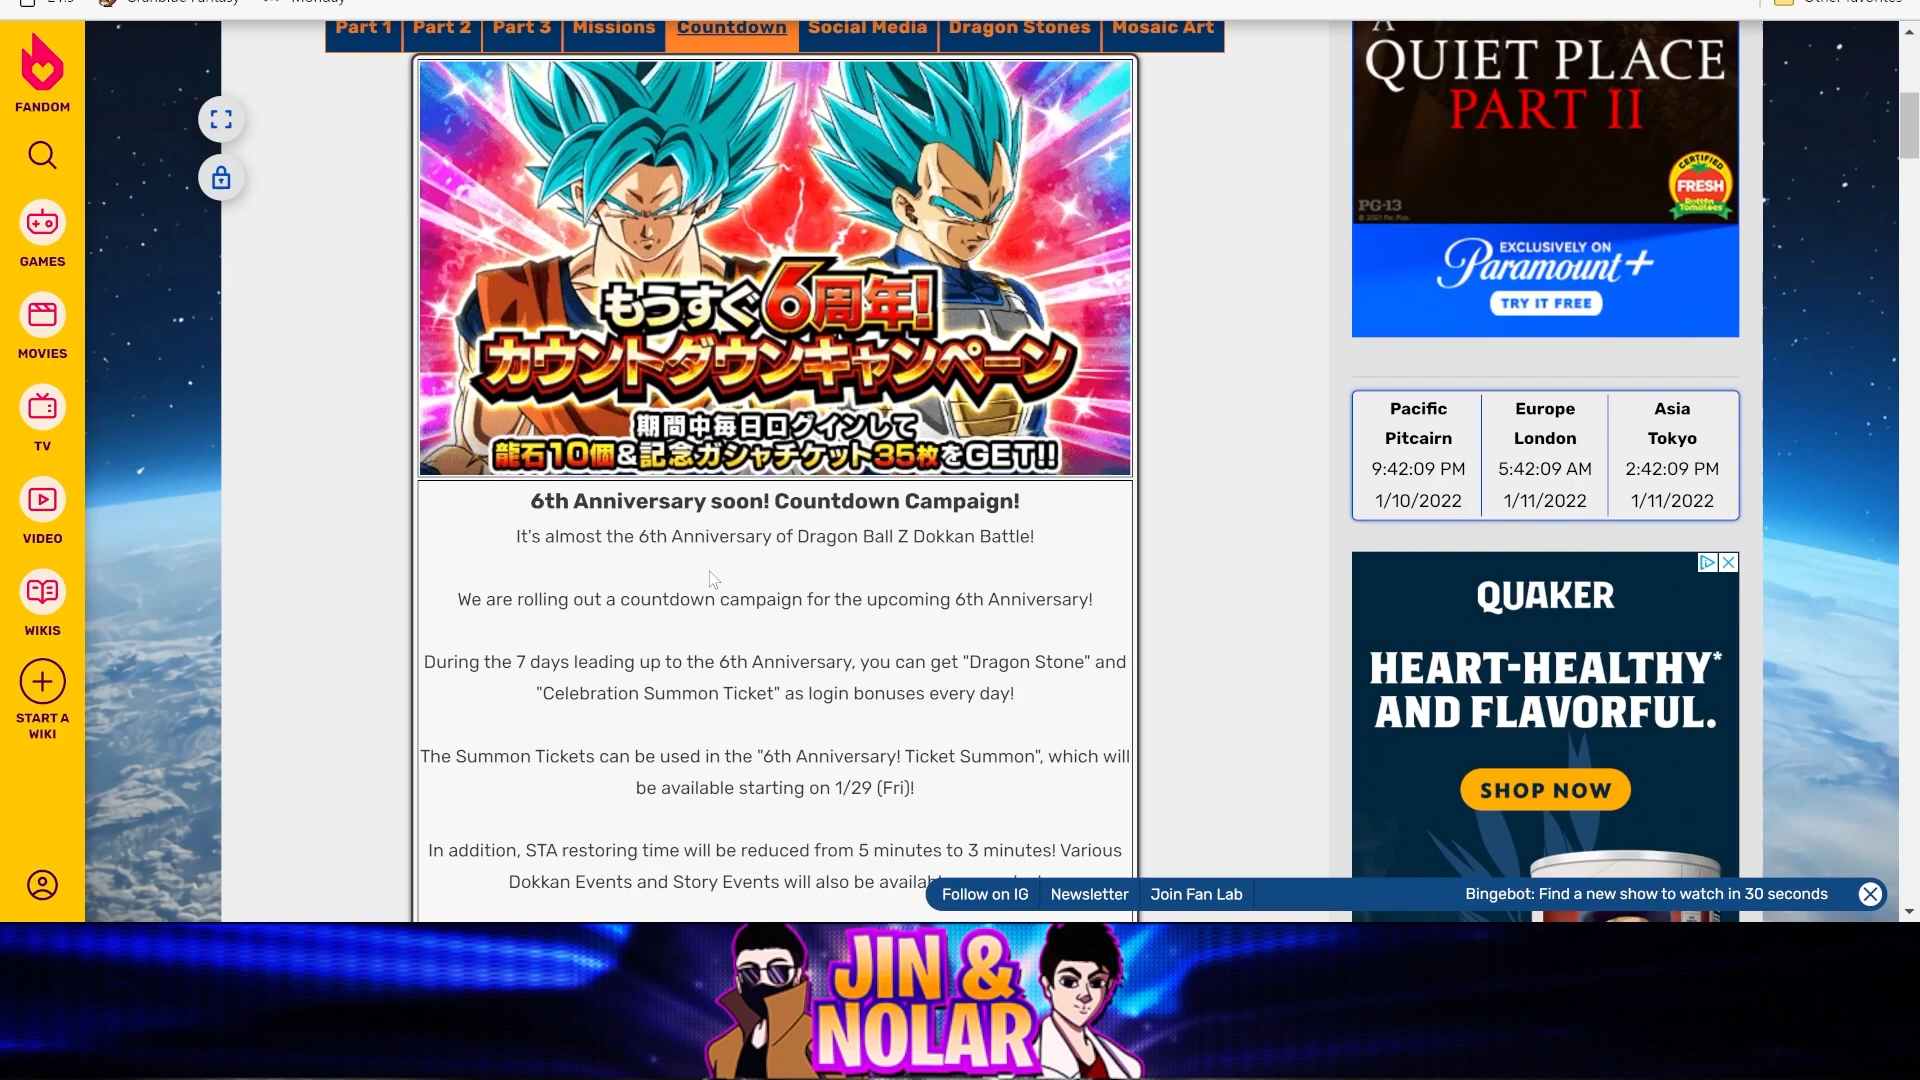 Granblue Fantasy
Monday
Other favorites
FANDOM
GAMES
MOVIES
TV
VIDEO
WIKIS
START A
WIKI
Part 1
Part 2
Part 3
Missions
Countdown
Social Media
Dragon Stones
Mosaic Art
もうすぐ6周年!
カウントダウンキャンペーン
期間中毎日ログインして
龍石10個&記念ガシャチケット35枚をGET!!
6th Anniversary soon! Countdown Campaign!
It's almost the 6th Anniversary of Dragon Ball Z Dokkan Battle!
We are rolling out a countdown campaign for the upcoming 6th Anniversary!
During the 7 days leading up to the 6th Anniversary, you can get "Dragon Stone" and
"Celebration Summon Ticket" as login bonuses every day!
The Summon Tickets can be used in the "6th Anniversary! Ticket Summon", which will
be available starting on 1/29 (Fri)!
In addition, STA restoring time will be reduced from 5 minutes to 3 minutes! Various
Dokkan Events and Story Events will also be
A
QUIET PLACE
PART II
CERTIFIED
FRESH
Rotten
Tomatoes
PG-13
EXCLUSIVELY ON
Paramount+
TRY IT FREE
Pacific
Pitcairn
9:42:09 PM
1/10/2022
Europe
London
5:42:09 AM
1/11/2022
Asia
Tokyo
2:42:09 PM
1/11/2022
QUAKER
HEART-HEALTHY*
AND FLAVORFUL.
SHOP NOW
Follow on IG
Newsletter
Join Fan Lab
Bingebot: Find a new show to watch in 30 seconds
JIN &
NOLAR